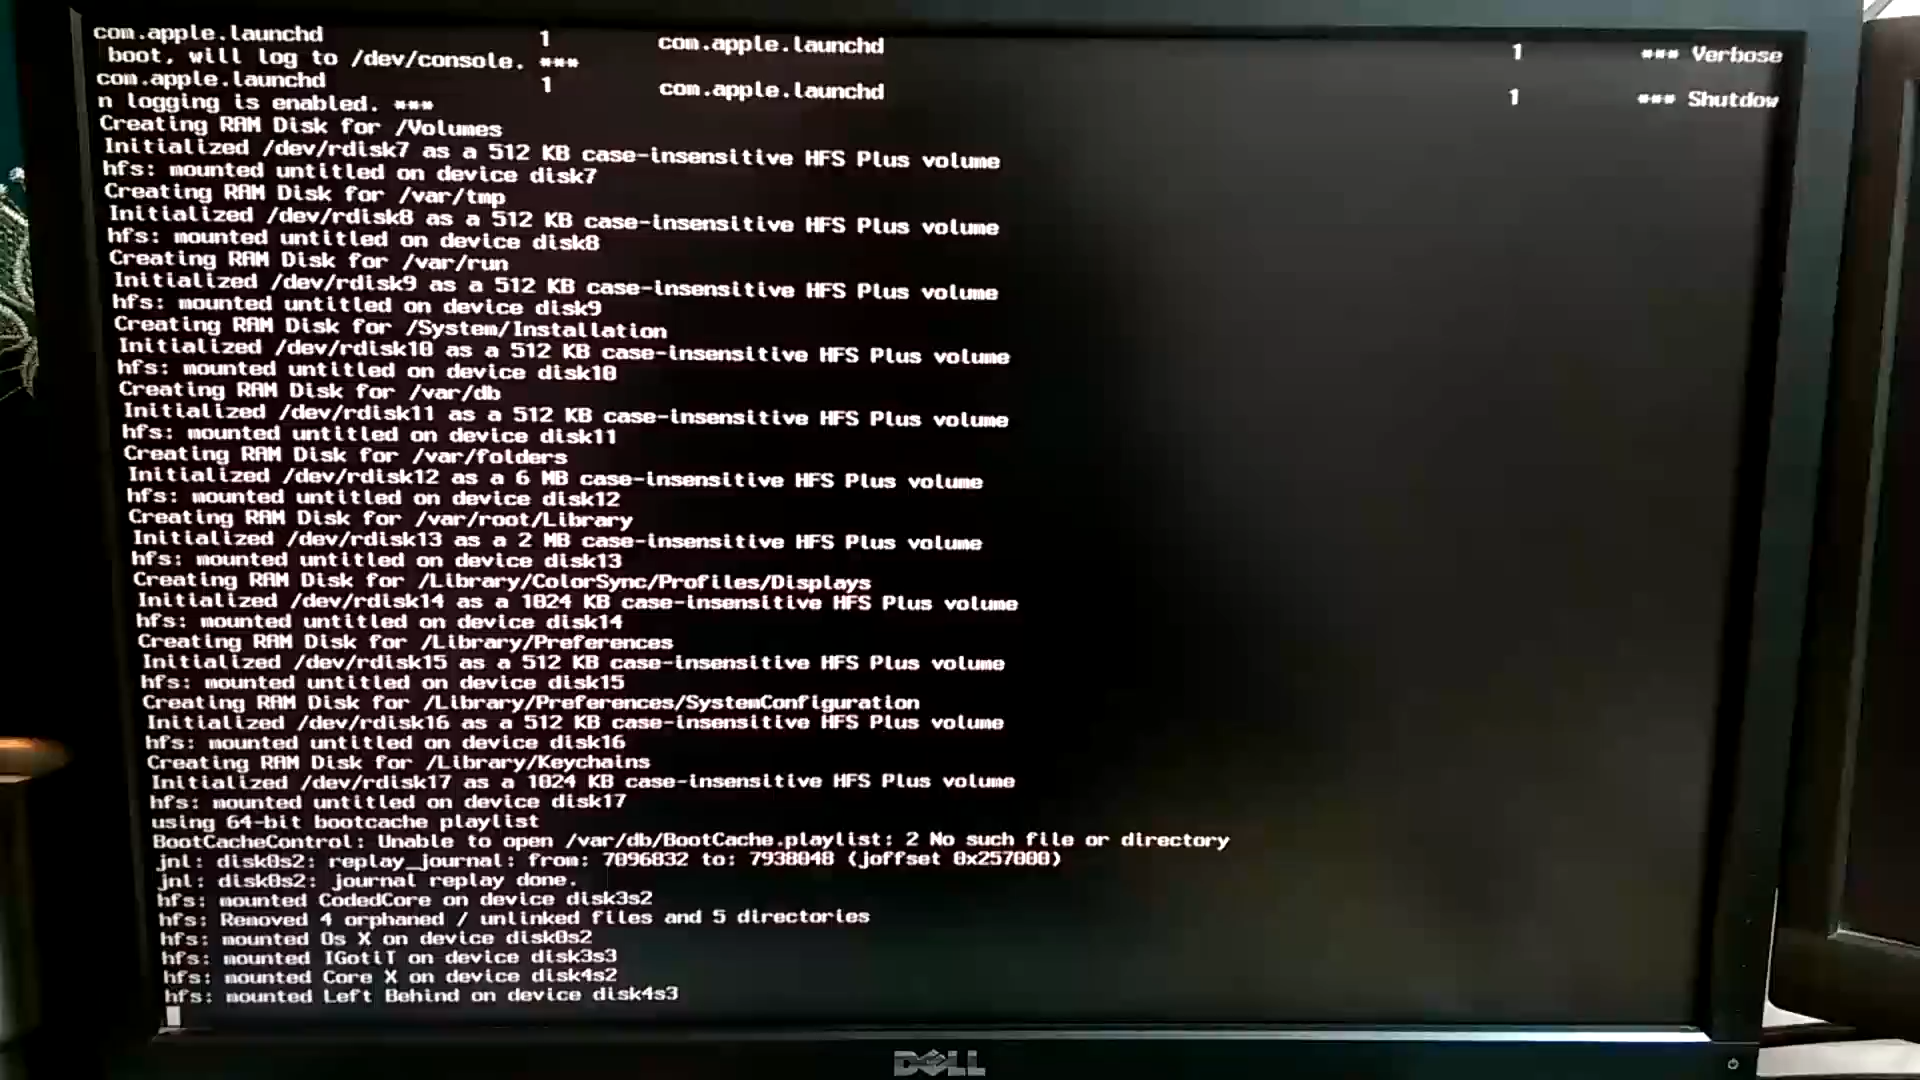 com.apple.launchd 1 com.apple.launchd 1 *** Verbose
boot, will log to /dev/console. ***
com.apple.launchd 1 com.apple.launchd 1 *** Shutdow
n logging is enabled. ***
Creating RAM Disk for /Volumes
Initialized /dev/rdisk7 as a 512 KB case-insensitive HFS Plus volume
hfs: mounted untitled on device disk7
Creating RAM Disk for /var/tmp
Initialized /dev/rdisk8 as a 512 KB case-insensitive HFS Plus volume
hfs: mounted untitled on device disk8
Creating RAM Disk for /var/run
Initialized /dev/rdisk9 as a 512 KB case-insensitive HFS Plus volume
hfs: mounted untitled on device disk9
Creating RAM Disk for /System/Installation
Initialized /dev/rdisk10 as a 512 KB case-insensitive HFS Plus volume
hfs: mounted untitled on device disk10
Creating RAM Disk for /var/db
Initialized /dev/rdisk11 as a 512 KB case-insensitive HFS Plus volume
hfs: mounted untitled on device disk11
Creating RAM Disk for /var/folders
Initialized /dev/rdisk12 as a 6 MB case-insensitive HFS Plus volume
hfs: mounted untitled on device disk12
Creating RAM Disk for /var/root/Library
Initialized /dev/rdisk13 as a 2 MB case-insensitive HFS Plus volume
hfs: mounted untitled on device disk13
Creating RAM Disk for /Library/ColorSync/Profiles/Displays
Initialized /dev/rdisk14 as a 1024 KB case-insensitive HFS Plus volume
hfs: mounted untitled on device disk14
Creating RAM Disk for /Library/Preferences
Initialized /dev/rdisk15 as a 512 KB case-insensitive HFS Plus volume
hfs: mounted untitled on device disk15
Creating RAM Disk for /Library/Preferences/SystemConfiguration
Initialized /dev/rdisk16 as a 512 KB case-insensitive HFS Plus volume
hfs: mounted untitled on device disk16
Creating RAM Disk for /Library/Keychains
Initialized /dev/rdisk17 as a 1024 KB case-insensitive HFS Plus volume
hfs: mounted untitled on device disk17
using 64-bit bootcache playlist
BootCacheControl: Unable to open /var/db/BootCache.playlist: 2 No such file or directory
jnl: disk0s2: replay_journal: from: 7096832 to: 7938048 (joffset 0x257000)
jnl: disk0s2: journal replay done.
hfs: mounted CodedCore on device disk3s2
hfs: Removed 4 orphaned / unlinked files and 5 directories
hfs: mounted Os X on device disk0s2
hfs: mounted IGotiT on device disk3s3
hfs: mounted Core X on device disk4s2
hfs: mounted Left Behind on device disk4s3
DELL